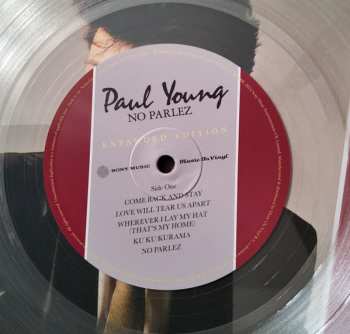 Paul Young
NO PARLEZ
EXPANDED EDITION
SONY MUSIC Music On Vinyl
Side One
COME BACK AND STAY
LOVE WILL TEAR US APART
WHEREVER I LAY MY HAT
(THAT'S MY HOME)
KU KU KURAMA
NO PARLEZ